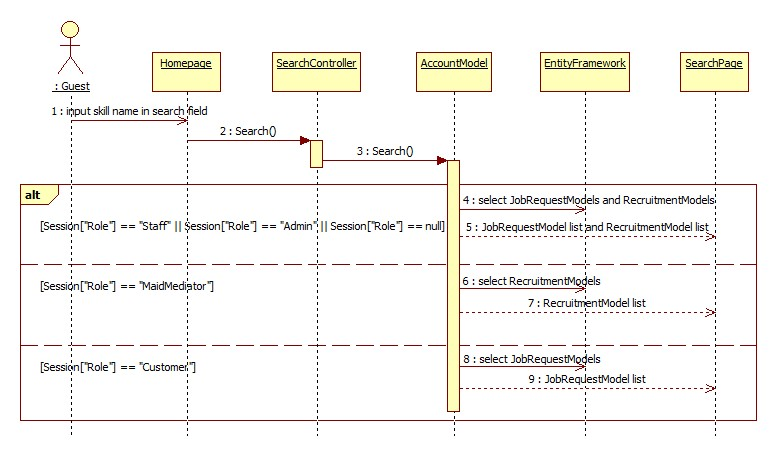 : Guest
Homepage
SearchController
AccountModel
EntityFramework
SearchPage
1 : input skill name in search field
2 : Search()
3 : Search()
alt
4 : select JobRequestModels and RecruitmentModels
[Session["Role"] == "Staff" || Session["Role"] == "Admin" || Session["Role"] == null]
5 : JobRequestModel list and RecruitmentModel list
6 : select RecruitmentModels
[Session["Role"] == "MaidMediator"]
7 : RecruitmentModel list
8 : select JobRequestModels
[Session["Role"] == "Customer"]
9 : JobRequestModel list